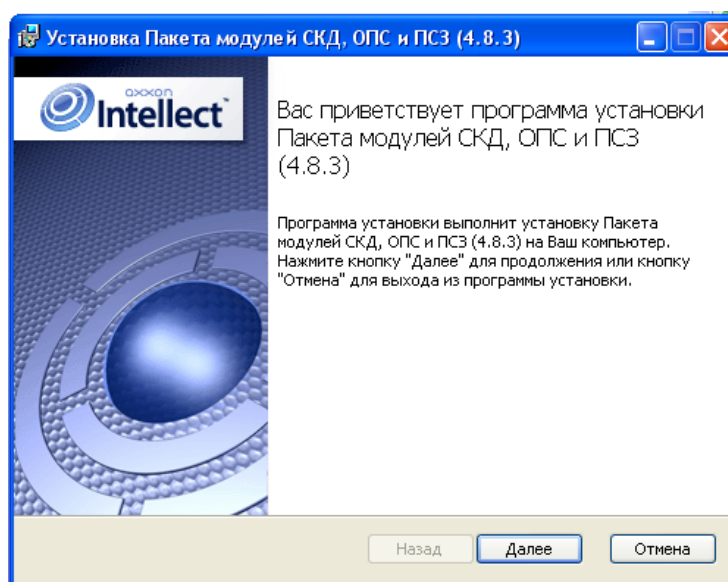 Установка Пакета модулей СКД, ОПС и ПСЗ (4.8.3)
axxon
Intellect
Вас приветствует программа установки
Пакета модулей СКД, ОПС и ПСЗ
(4.8.3)
Программа установки выполнит установку Пакета
модулей СКД, ОПС и ПСЗ (4.8.3) на Ваш компьютер.
Нажмите кнопку "Далее" для продолжения или кнопку
"Отмена" для выхода из программы установки.
Назад Далее Отмена